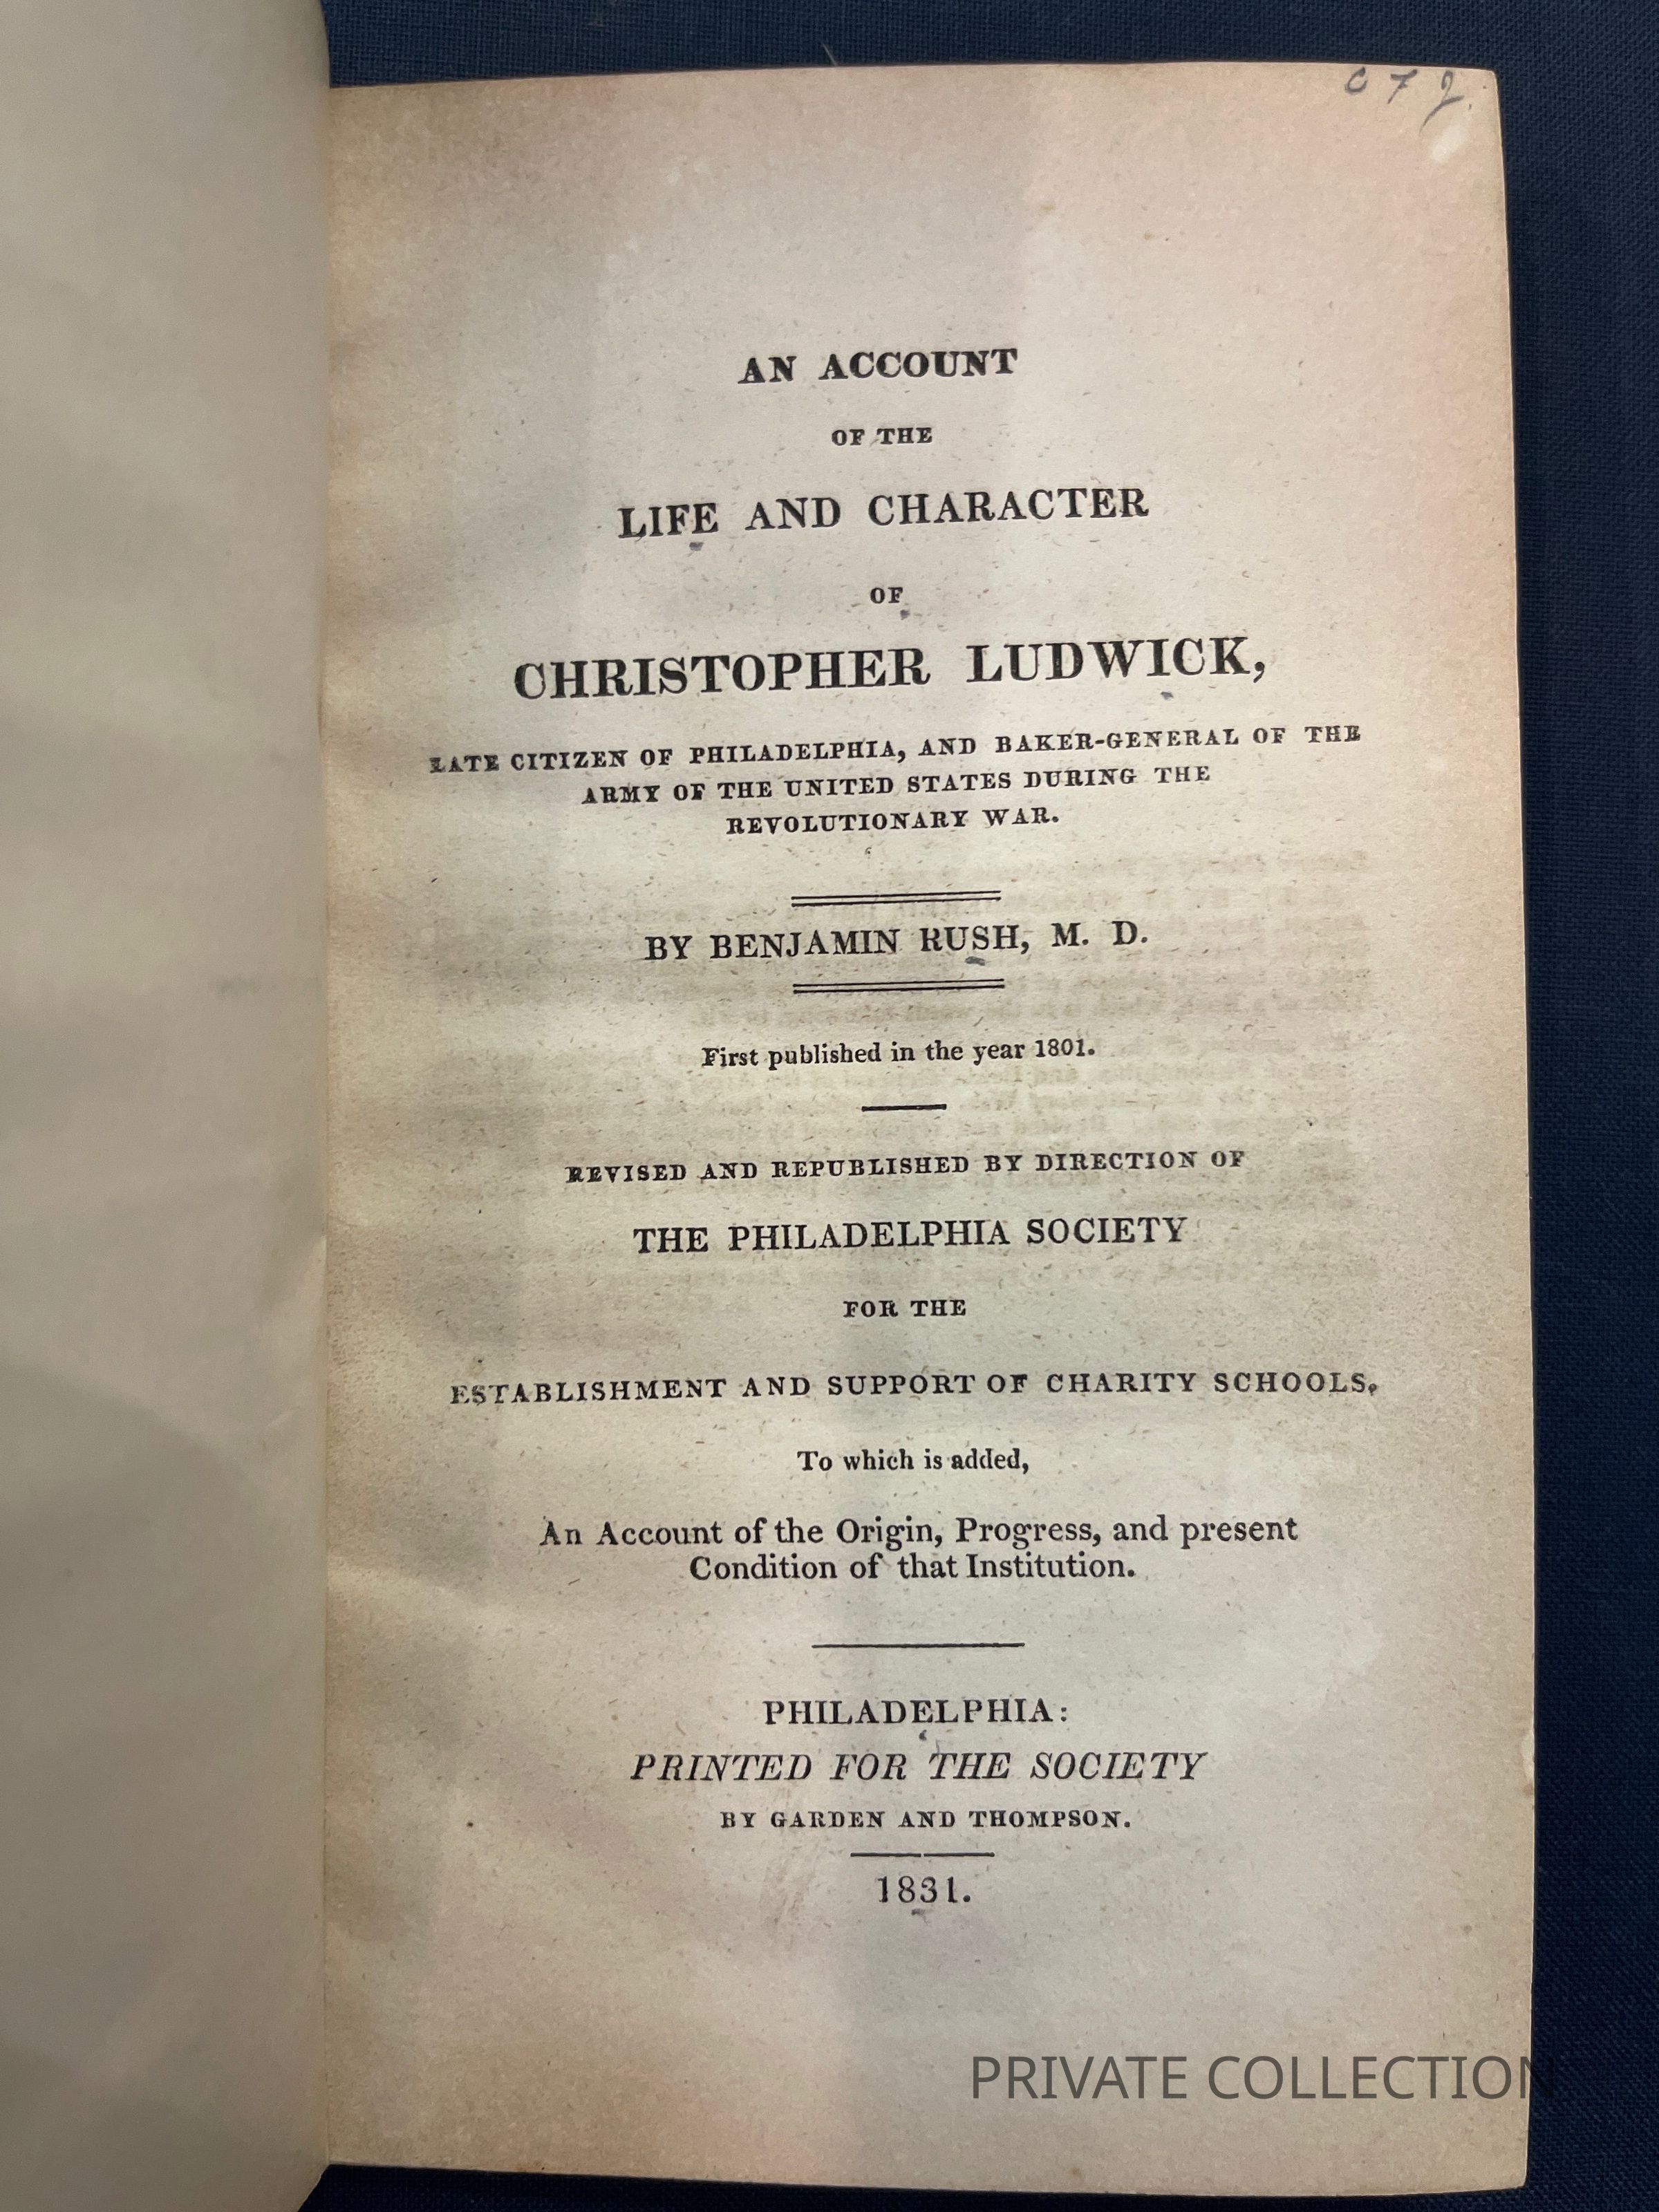 AN ACCOUNT
OF THE
LIFE AND CHARACTER
OF
CHRISTOPHER LUDWICK,
LATE CITIZEN OF PHILADELPHIA, AND BAKER-GENERAL OF THE
ARMY OF THE UNITED STATES DURING THE
REVOLUTIONARY WAR.
BY BENJAMIN RUSH, M. D.
First published in the year 1801.
REVISED AND REPUBLISHED BY DIRECTION OF
THE PHILADELPHIA SOCIETY
FOR THE
ESTABLISHMENT AND SUPPORT OF CHARITY SCHOOLS.
To which is added,
An Account of the Origin, Progress, and present
Condition of that Institution.
PHILADELPHIA:
PRINTED FOR THE SOCIETY
BY GARDEN AND THOMPSON.
1831.
PRIVATE COLLECTION